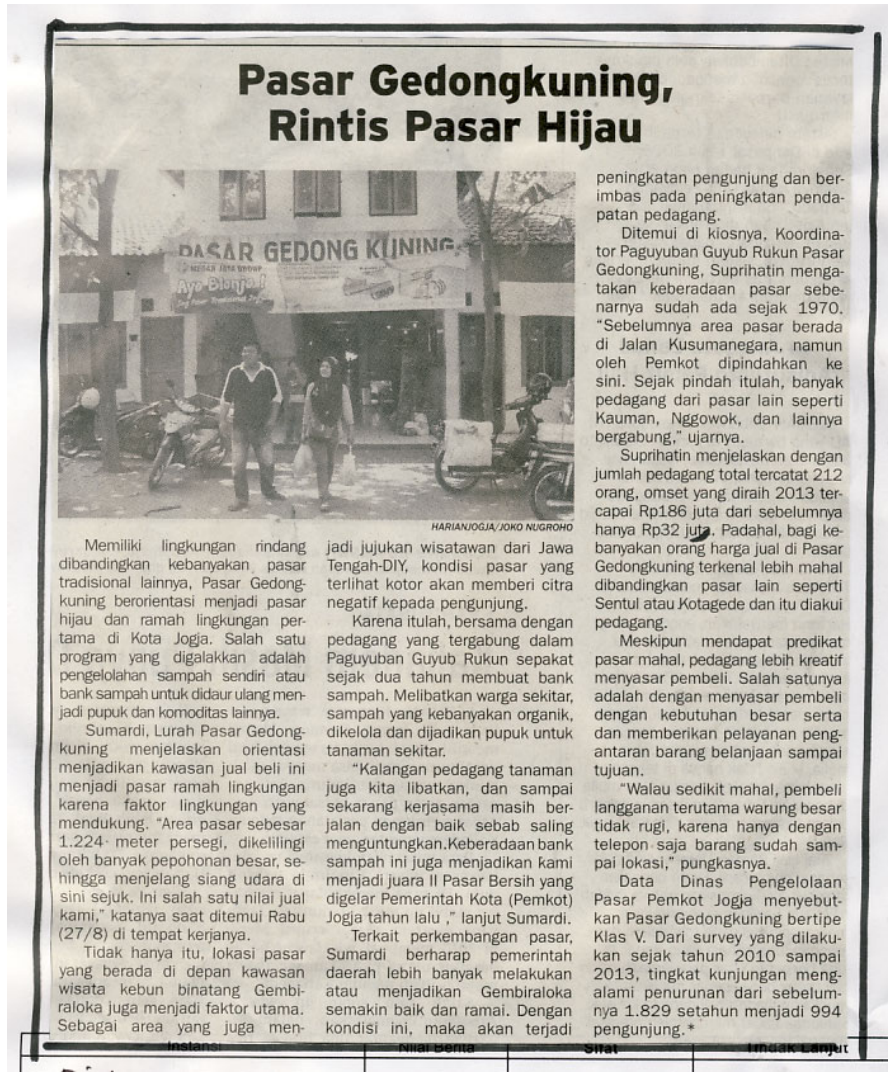 Pasar Gedongkuning,
Rintis Pasar Hijau
PASAR GEDONG KUNING
Ayo Blonjo..!
HARIANJOGJA/JOKO NUGROHO
Memiliki lingkungan rindang
dibandingkan kebanyakan pasar
tradisional lainnya, Pasar Gedong-
kuning berorientasi menjadi pasar
hijau dan ramah lingkungan per-
tama di Kota Jogja. Salah satu
program yang digalakkan adalah
pengelolahan sampah sendiri atau
bank sampah untuk didaur ulang men-
jadi pupuk dan komoditas lainnya.
Sumardi, Lurah Pasar Gedong-
kuning menjelaskan orientasi
menjadikan kawasan jual beli ini
menjadi pasar ramah lingkungan
karena faktor lingkungan yang
mendukung. “Area pasar sebesar
1.224 meter persegi, dikelilingi
oleh banyak pepohonan besar, se-
hingga menjelang siang udara di
sini sejuk. Ini salah satu nilai jual
kami,” katanya saat ditemui Rabu
(27/8) di tempat kerjanya.
Tidak hanya itu, lokasi pasar
yang berada di depan kawasan
wisata kebun binatang Gembi-
raloka juga menjadi faktor utama.
Sebagai area yang juga men-
jadi jujukan wisatawan dari Jawa
Tengah-DIY, kondisi pasar yang
terlihat kotor akan memberi citra
negatif kepada pengunjung.
Karena itulah, bersama dengan
pedagang yang tergabung dalam
Paguyuban Guyub Rukun sepakat
sejak dua tahun membuat bank
sampah. Melibatkan warga sekitar,
sampah yang kebanyakan organik,
dikelola dan dijadikan pupuk untuk
tanaman sekitar.
“Kalangan pedagang tanaman
juga kita libatkan, dan sampai
sekarang kerjasama masih ber-
jalan dengan baik sebab saling
menguntungkan.Keberadaan bank
sampah ini juga menjadikan kami
menjadi juara II Pasar Bersih yang
digelar Pemerintah Kota (Pemkot)
Jogja tahun lalu ,” lanjut Sumardi.
Terkait perkembangan pasar,
Sumardi berharap pemerintah
daerah lebih banyak melakukan
atau menjadikan Gembiraloka
semakin baik dan ramai. Dengan
kondisi ini, maka akan terjadi
peningkatan pengunjung dan ber-
imbas pada peningkatan penda-
patan pedagang.
Ditemui di kiosnya, Koordina-
tor Paguyuban Guyub Rukun Pasar
Gedongkuning, Suprihatin menga-
takan keberadaan pasar sebe-
narnya sudah ada sejak 1970.
“Sebelumnya area pasar berada
di Jalan Kusumanegara, namun
oleh Pemkot dipindahkan ke
sini. Sejak pindah itulah, banyak
pedagang dari pasar lain seperti
Kauman, Nggowok, dan lainnya
bergabung,” ujarnya.
Suprihatin menjelaskan dengan
jumlah pedagang total tercatat 212
orang, omset yang diraih 2013 ter-
capai Rp186 juta dari sebelumnya
hanya Rp32 juta. Padahal, bagi ke-
banyakan orang harga jual di Pasar
Gedongkuning terkenal lebih mahal
dibandingkan pasar lain seperti
Sentul atau Kotagede dan itu diakui
pedagang.
Meskipun mendapat predikat
pasar mahal, pedagang lebih kreatif
menyasar pembeli. Salah satunya
adalah dengan menyasar pembeli
dengan kebutuhan besar serta
dan memberikan pelayanan peng-
antaran barang belanjaan sampai
tujuan.
“Walau sedikit mahal, pembeli
langganan terutama warung besar
tidak rugi, karena hanya dengan
telepon saja barang sudah sam-
pai lokasi,” pungkasnya.
Data Dinas Pengelolaan
Pasar Pemkot Jogja menyebut-
kan Pasar Gedongkuning bertipe
Klas V. Dari survey yang dilaku-
kan sejak tahun 2010 sampai
2013, tingkat kunjungan meng-
alami penurunan dari sebelum-
nya 1.829 setahun menjadi 994
pengunjung.*
Instansi Nilai Berita Sifat Tindak Lanjut